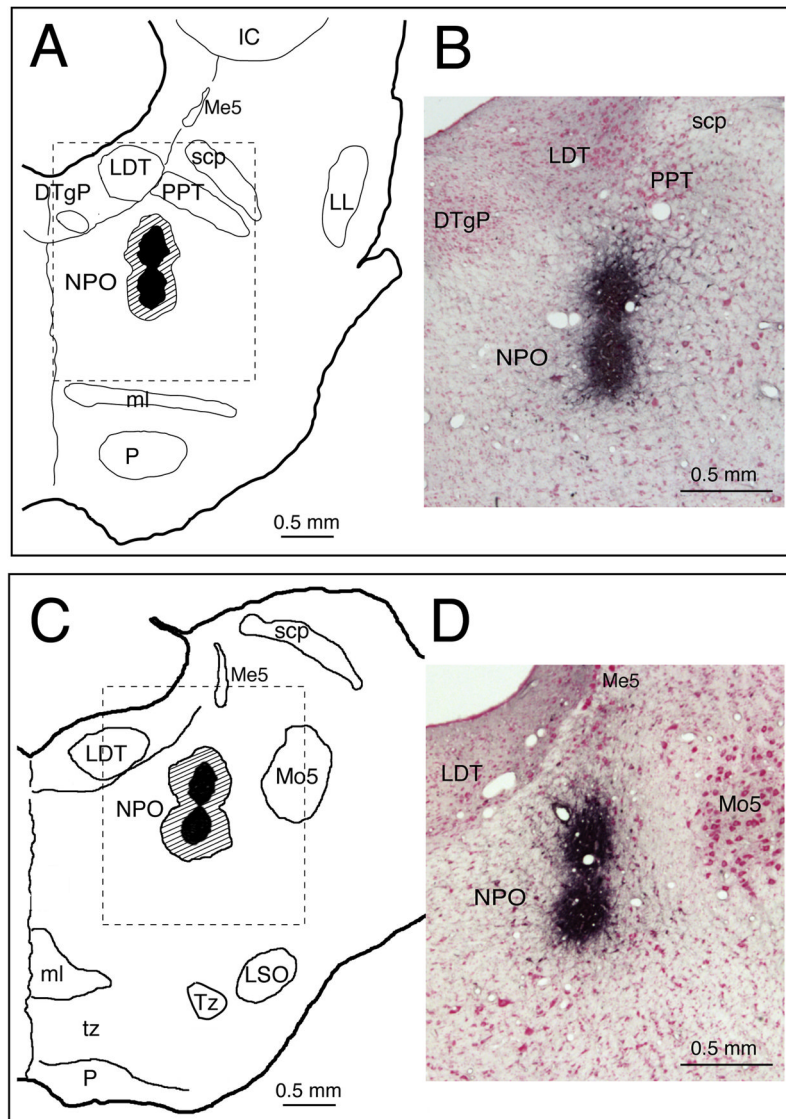 A
IC
Me5
LDT
scp
DTgP
PPT
LL
NPO
ml
P
0.5 mm
B
scp
LDT
PPT
DTgP
NPO
0.5 mm
C
scp
Me5
LDT
Mo5
NPO
ml
LSO
Tz
tz
P
0.5 mm
D
Me5
LDT
Mo5
NPO
0.5 mm